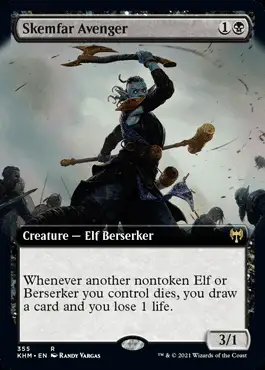 Skemfar Avenger 1
Creature — Elf Berserker
Whenever another nontoken Elf or
Berserker you control dies, you draw
a card and you lose 1 life.
3/1
355 R
KHM • EN RANDY VARGAS ™ & © 2021 Wizards of the Coast